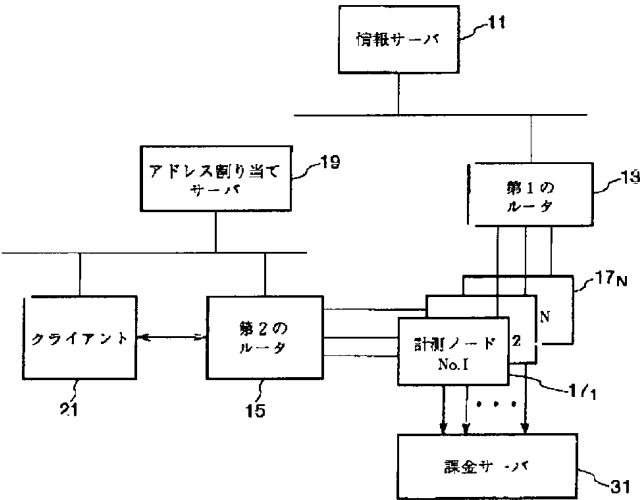 情報サーバ
11
アドレス割り当て
サーバ
19
第1の
ルータ
13
クライアント
21
第2の
ルータ
15
17N
N
2
計測ノード
No.1
171
課金サーバ
31